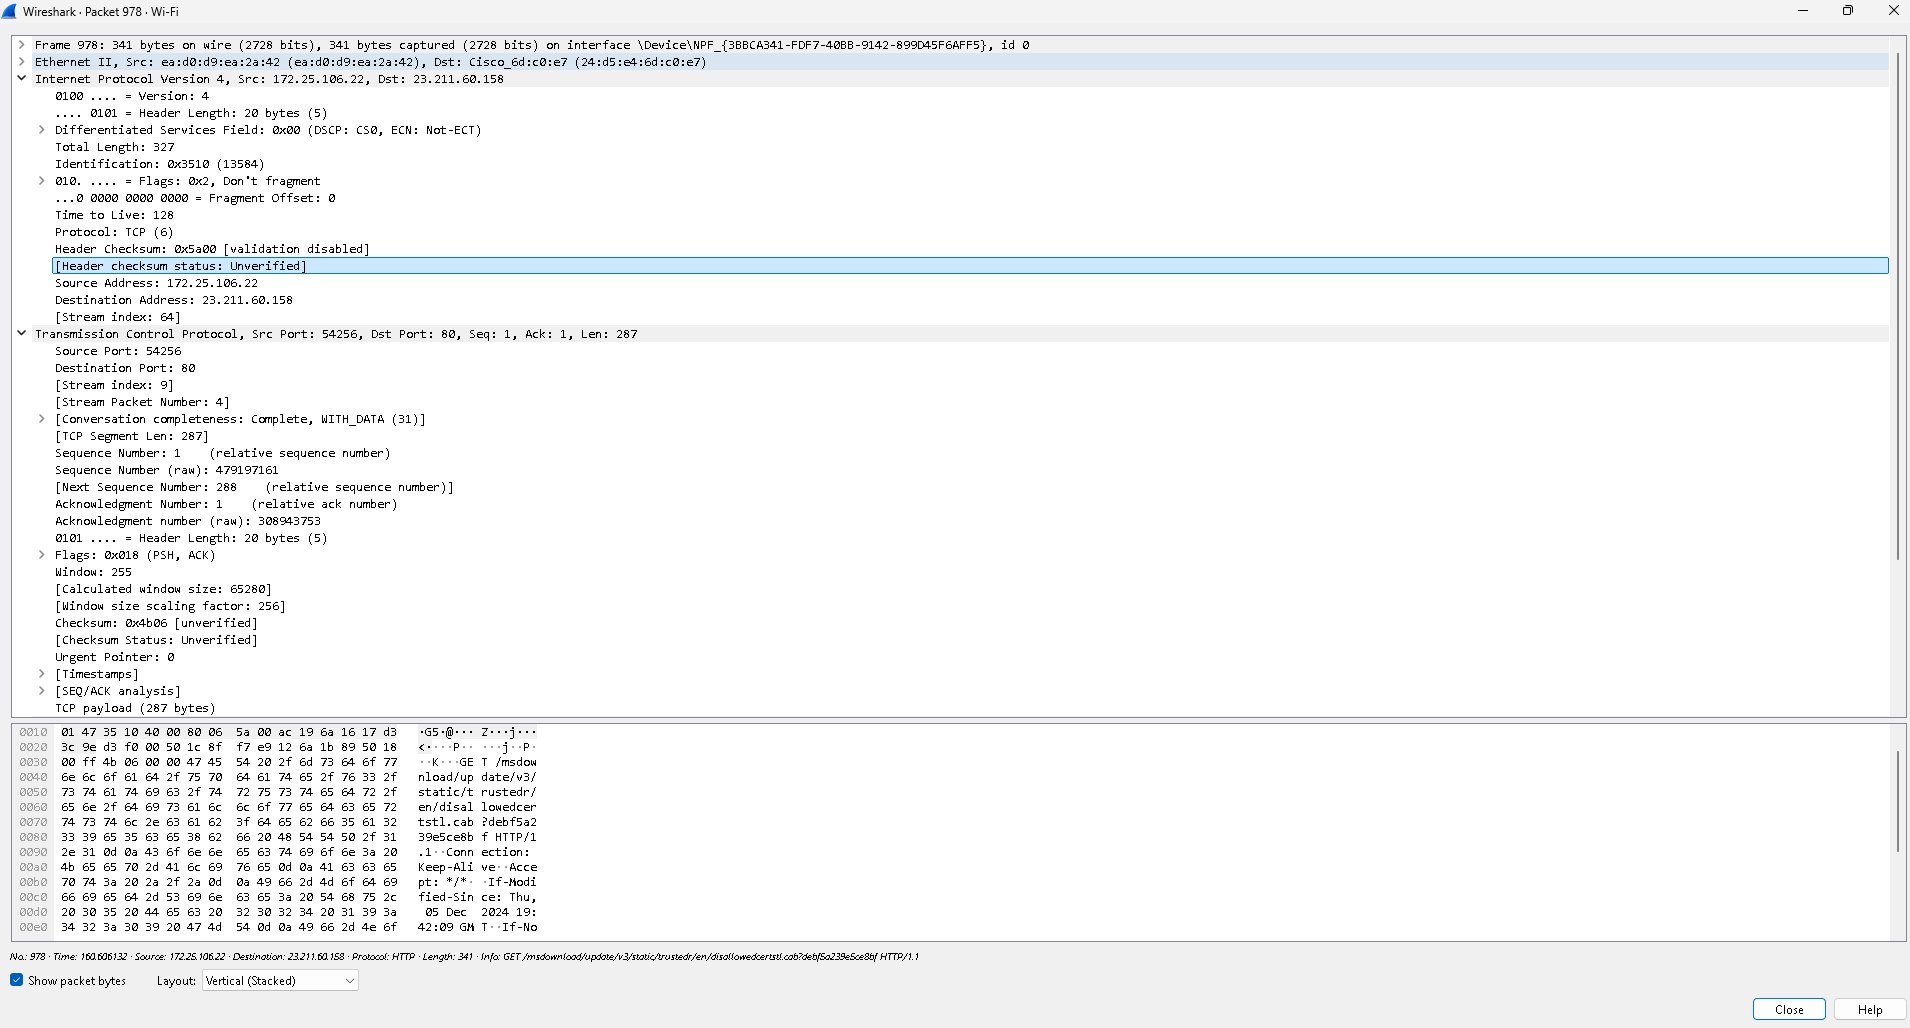 Wireshark · Packet 978 · Wi-Fi
Frame 978: 341 bytes on wire (2728 bits), 341 bytes captured (2728 bits) on interface \Device\NPF_{3BBCA341-FDF7-40BB-9142-899D45F6AFF5}, id 0
Ethernet II, Src: ea:d0:d9:ea:2a:42 (ea:d0:d9:ea:2a:42), Dst: Cisco_6d:c0:e7 (24:d5:e4:6d:c0:e7)
Internet Protocol Version 4, Src: 172.25.106.22, Dst: 23.211.60.158
0100 .... = Version: 4
.... 0101 = Header Length: 20 bytes (5)
Differentiated Services Field: 0x00 (DSCP: CS0, ECN: Not-ECT)
Total Length: 327
Identification: 0x3510 (13584)
010. .... = Flags: 0x2, Don't fragment
...0 0000 0000 0000 = Fragment Offset: 0
Time to Live: 128
Protocol: TCP (6)
Header Checksum: 0x5a00 [validation disabled]
[Header checksum status: Unverified]
Source Address: 172.25.106.22
Destination Address: 23.211.60.158
[Stream index: 64]
Transmission Control Protocol, Src Port: 54256, Dst Port: 80, Seq: 1, Ack: 1, Len: 287
Source Port: 54256
Destination Port: 80
[Stream index: 9]
[Stream Packet Number: 4]
[Conversation completeness: Complete, WITH_DATA (31)]
[TCP Segment Len: 287]
Sequence Number: 1    (relative sequence number)
Sequence Number (raw): 479197161
[Next Sequence Number: 288    (relative sequence number)]
Acknowledgment Number: 1    (relative ack number)
Acknowledgment number (raw): 308943753
0101 .... = Header Length: 20 bytes (5)
Flags: 0x018 (PSH, ACK)
Window: 255
[Calculated window size: 65280]
[Window size scaling factor: 256]
Checksum: 0x4b06 [unverified]
[Checksum Status: Unverified]
Urgent Pointer: 0
[Timestamps]
[SEQ/ACK analysis]
TCP payload (287 bytes)
0010 01 47 35 10 40 00 80 06 5a 00 ac 19 6a 16 17 d3 ·G5·@··· Z···j···
0020 3c 9e d3 f0 00 50 1c 8f f7 e9 12 6a 1b 89 50 18 <····P·· ···j··P·
0030 00 ff 4b 06 00 00 47 45 54 20 2f 6d 73 64 6f 77 ··K···GE T /msdow
0040 6e 6c 6f 61 64 2f 75 70 64 61 74 65 2f 76 33 2f nload/up date/v3/
0050 73 74 61 74 69 63 2f 74 72 75 73 74 65 64 72 2f static/t rustedr/
0060 65 6e 2f 64 69 73 61 6c 6c 6f 77 65 64 63 65 72 en/disal lowedcer
0070 74 73 74 6c 2e 63 61 62 3f 64 65 62 66 35 61 32 tstl.cab ?debf5a2
0080 33 39 65 35 63 65 38 62 66 20 48 54 54 50 2f 31 39e5ce8b f HTTP/1
0090 2e 31 0d 0a 43 6f 6e 6e 65 63 74 69 6f 6e 3a 20 .1··Conn ection:
00a0 4b 65 65 70 2d 41 6c 69 76 65 0d 0a 41 63 63 65 Keep-Ali ve··Acce
00b0 70 74 3a 20 2a 2f 2a 0d 0a 49 66 2d 4d 6f 64 69 pt: */*· ·If-Modi
00c0 66 69 65 64 2d 53 69 6e 63 65 3a 20 54 68 75 2c fied-Sin ce: Thu,
00d0 20 30 35 20 44 65 63 20 32 30 32 34 20 31 39 3a 05 Dec 2024 19:
00e0 34 32 3a 30 39 20 47 4d 54 0d 0a 49 66 2d 4e 6f 42:09 GM T··If-No
No.: 978 · Time: 160.606132 · Source: 172.25.106.22 · Destination: 23.211.60.158 · Protocol: HTTP · Length: 341 · Info: GET /msdownload/update/v3/static/trustedr/en/disallowedcertstl.cab?debf5a239e5ce8bf HTTP/1.1
Show packet bytes
Layout: Vertical (Stacked)
Close
Help